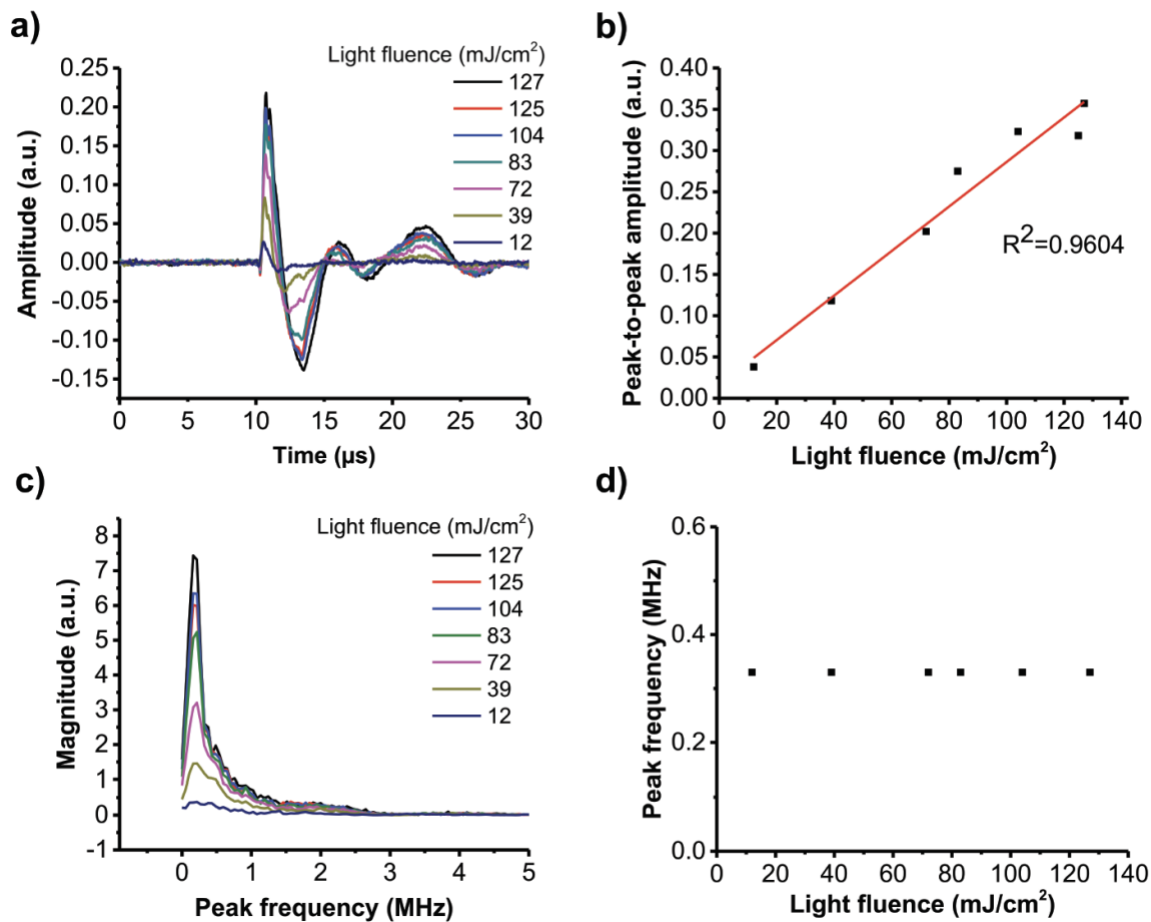 a)
Light fluence (mJ/cm²)
127
125
104
83
72
39
12
0.25
0.20
0.15
0.10
0.05
0.00
-0.05
-0.10
-0.15
Amplitude (a.u.)
0 5 10 15 20 25 30
Time (µs)
b)
0.40
0.35
0.30
0.25
0.20
0.15
0.10
0.05
0.00
Peak-to-peak amplitude (a.u.)
R²=0.9604
0 20 40 60 80 100 120 140
Light fluence (mJ/cm²)
c)
Light fluence (mJ/cm²)
127
125
104
83
72
39
12
8
7
6
5
4
3
2
1
0
-1
Magnitude (a.u.)
0 1 2 3 4 5
Peak frequency (MHz)
d)
0.6
0.4
0.2
0.0
Peak frequency (MHz)
0 20 40 60 80 100 120 140
Light fluence (mJ/cm²)